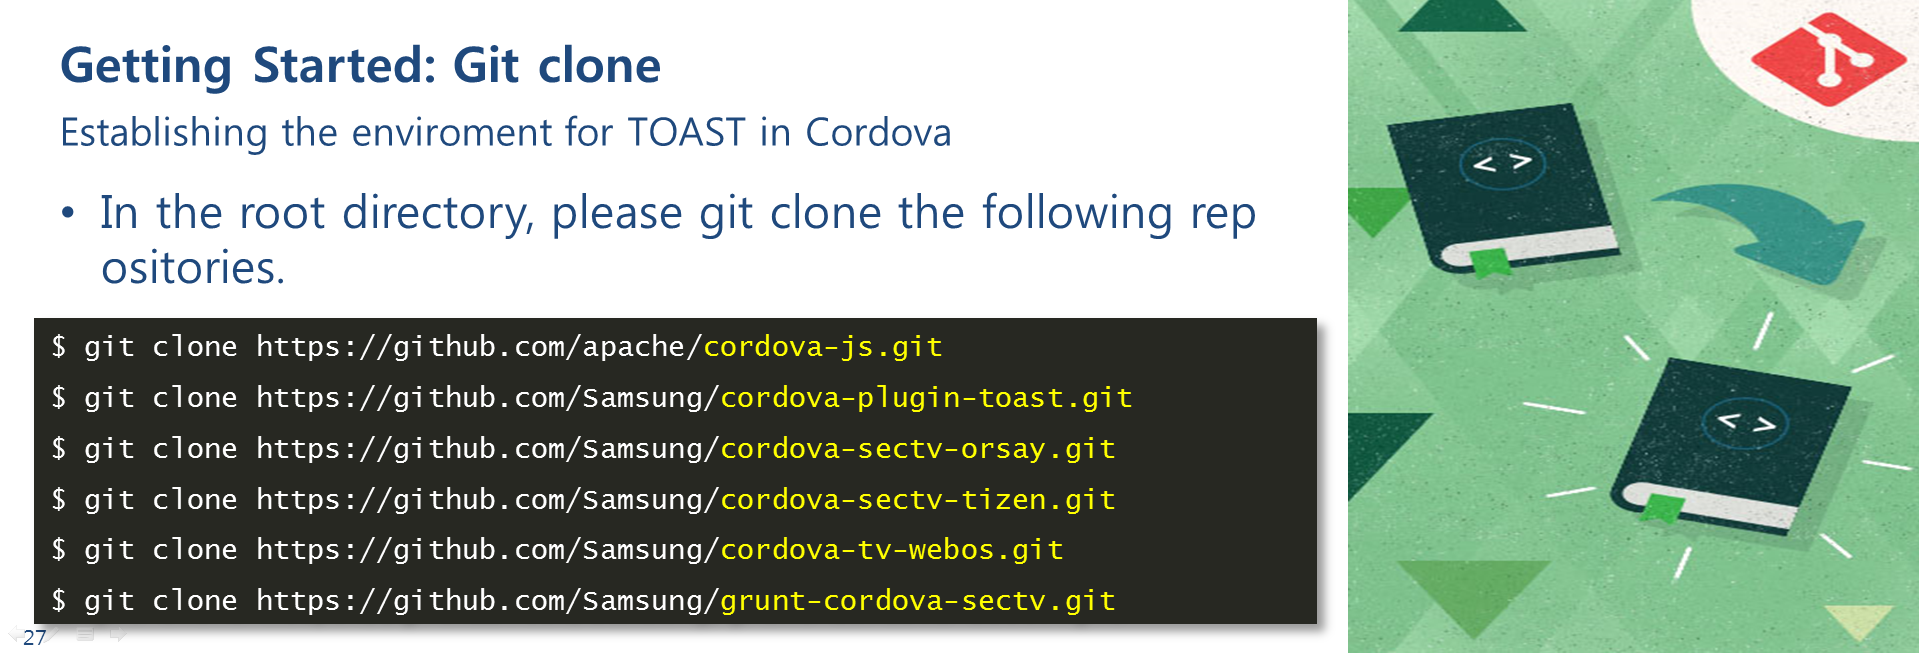 Getting Started: Git clone
Establishing the enviroment for TOAST in Cordova
• In the root directory, please git clone the following rep
ositories.
$ git clone https://github.com/apache/cordova-js.git
$ git clone https://github.com/Samsung/cordova-plugin-toast.git
$ git clone https://github.com/Samsung/cordova-sectv-orsay.git
$ git clone https://github.com/Samsung/cordova-sectv-tizen.git
$ git clone https://github.com/Samsung/cordova-tv-webos.git
$ git clone https://github.com/Samsung/grunt-cordova-sectv.git
27
< >
< >